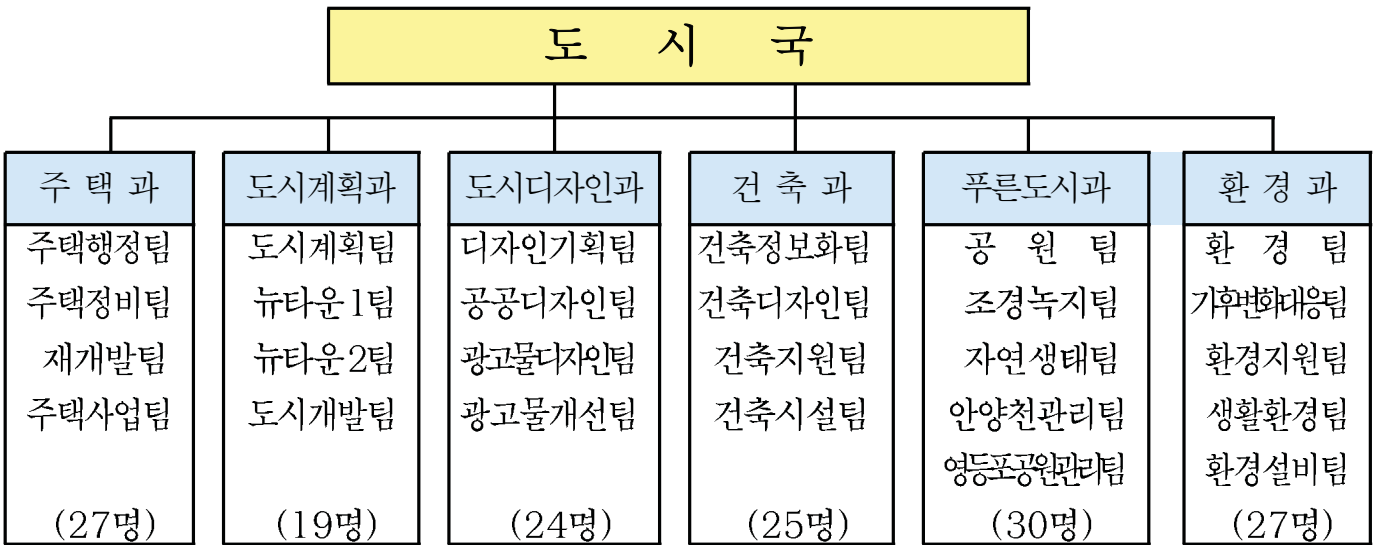 도 시 국
주 택 과
주택행정팀
주택정비팀
재개발팀
주택사업팀
(27명)
도시계획과
도시계획팀
뉴타운 1팀
뉴타운 2팀
도시개발팀
(19명)
도시디자인과
디자인기획팀
공공디자인팀
광고물디자인팀
광고물개선팀
(24명)
건 축 과
건축정보화팀
건축디자인팀
건축지원팀
건축시설팀
(25명)
푸른도시과
공 원 팀
조경녹지팀
자연생태팀
안양천관리팀
영등포공원관리팀
(30명)
환 경 과
환 경 팀
기후변화대응팀
환경지원팀
생활환경팀
환경설비팀
(27명)